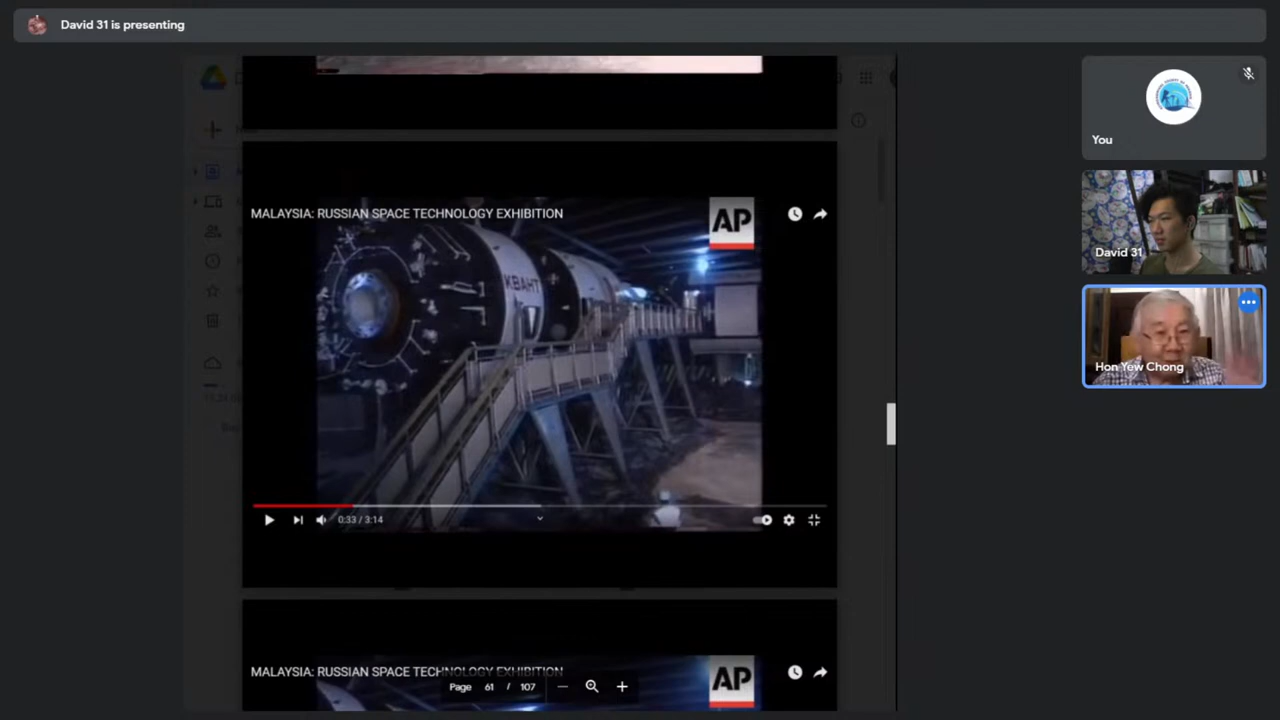 David 31 is presenting
MALAYSIA: RUSSIAN SPACE TECHNOLOGY EXHIBITION
AP
КВАНТ
0:33 / 3:14
MALAYSIA: RUSSIAN SPACE TECHNOLOGY EXHIBITION
AP
Page 61 / 107
You
David 31
Hon Yew Chong